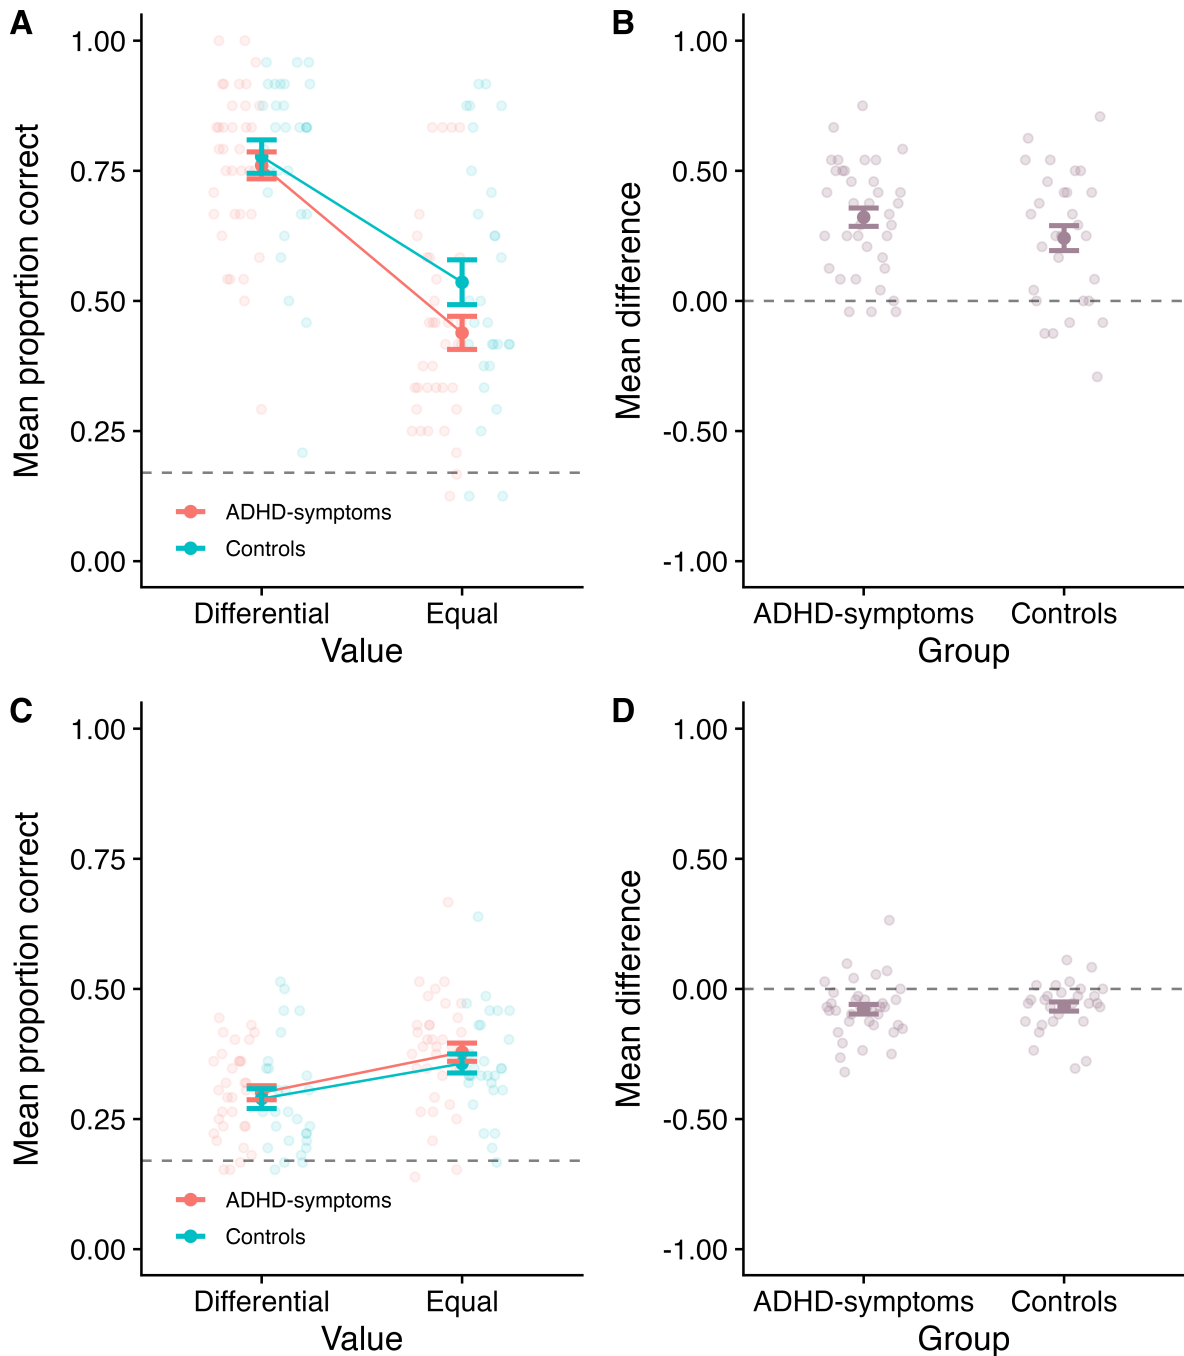 A
Mean proportion correct
1.00
0.75
0.50
0.25
0.00
ADHD-symptoms
Controls
Differential
Equal
Value
B
Mean difference
1.00
0.50
0.00
-0.50
-1.00
ADHD-symptoms
Controls
Group
C
Mean proportion correct
1.00
0.75
0.50
0.25
0.00
ADHD-symptoms
Controls
Differential
Equal
Value
D
Mean difference
1.00
0.50
0.00
-0.50
-1.00
ADHD-symptoms
Controls
Group